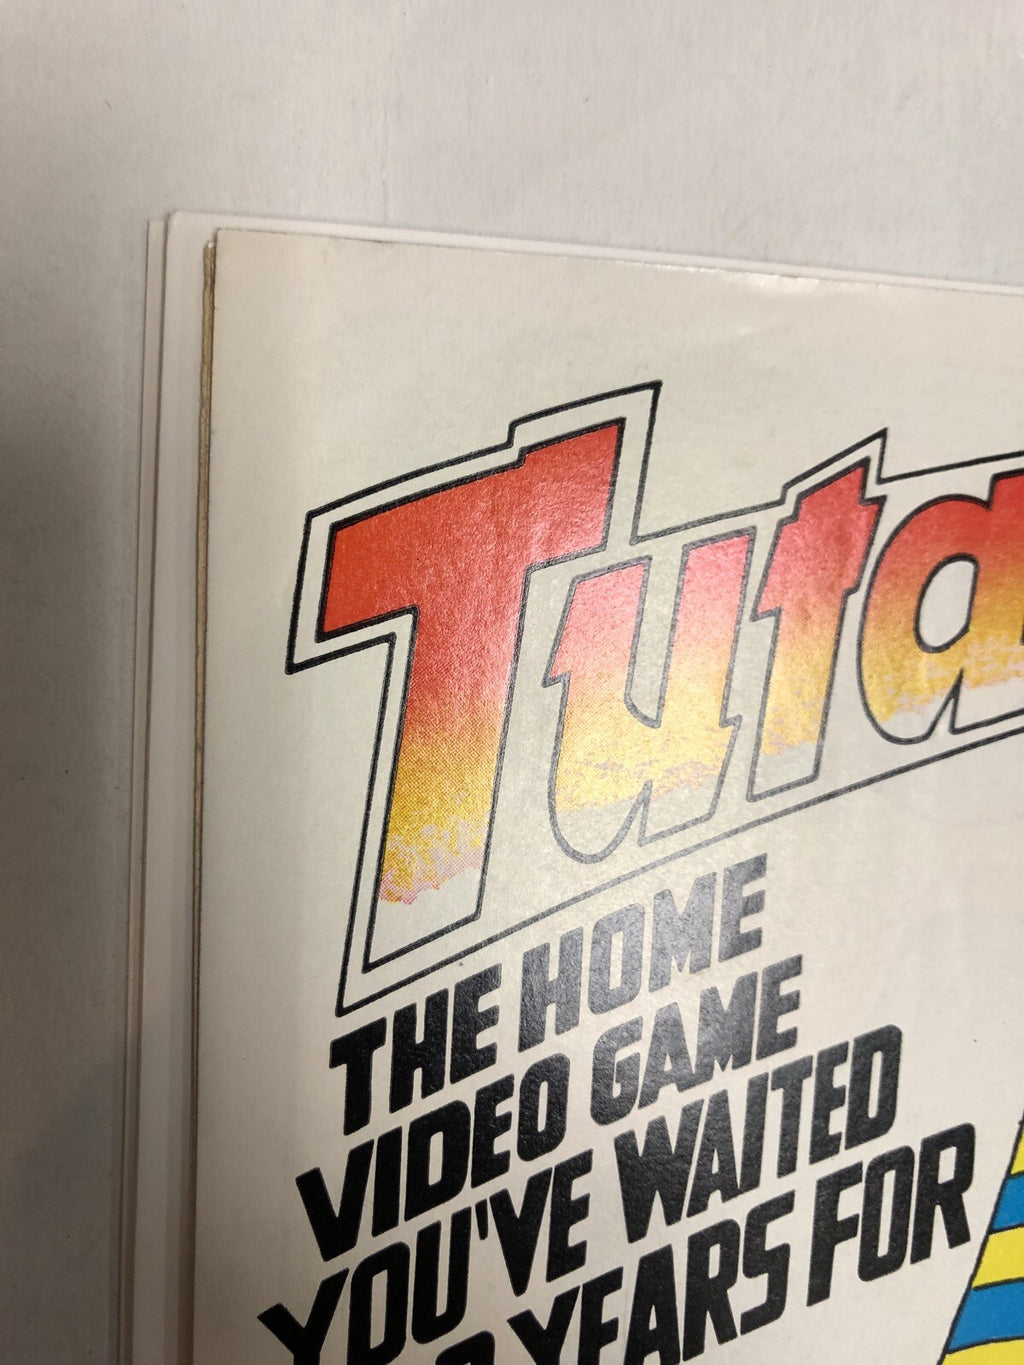 Tuta
THE HOME
VIDEO GAME
YOU'VE WAITED
YEARS FOR